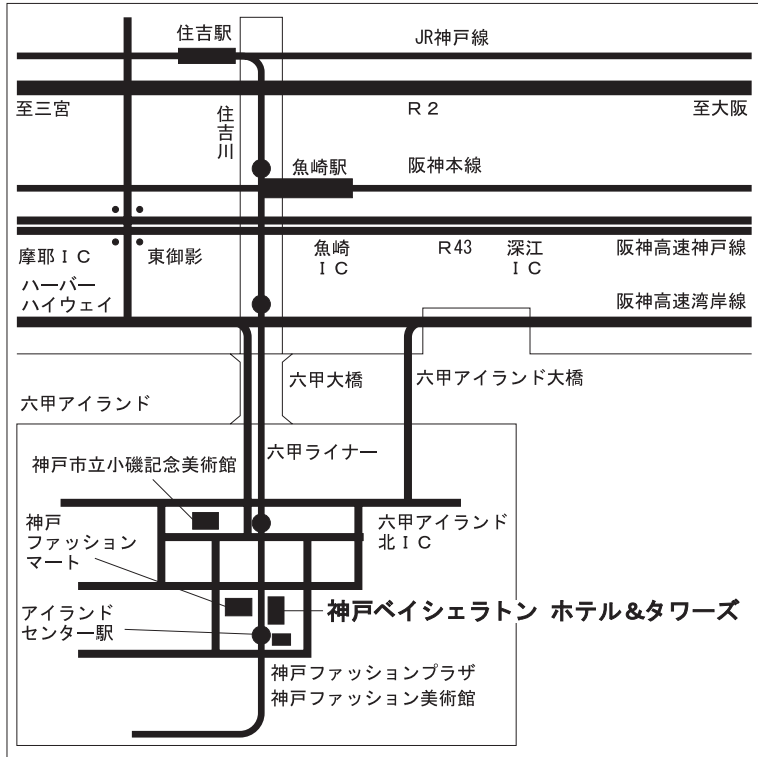 住吉駅
JR神戸線
至三宮
住吉川
R 2
至大阪
魚崎駅
阪神本線
摩耶 I C
東御影
魚崎
I C
R43
深江
I C
阪神高速神戸線
ハーバー
ハイウェイ
阪神高速湾岸線
六甲大橋
六甲アイランド大橋
六甲アイランド
六甲ライナー
神戸市立小磯記念美術館
神戸
ファッション
マート
六甲アイランド
北 I C
アイランド
センター駅
神戸ベイシェラトン ホテル&タワーズ
神戸ファッションプラザ
神戸ファッション美術館